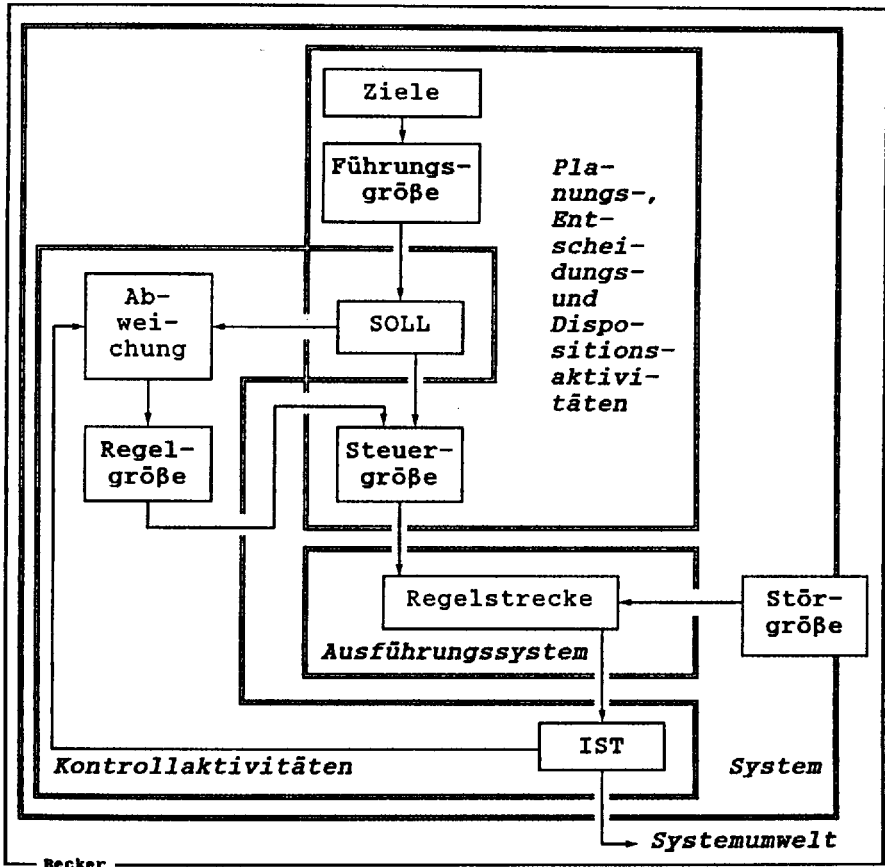 Ziele
Führungs-
größe
Pla-
nungs-,
Ent-
schei-
dungs-
und
Dispo-
sitions-
aktivi-
täten
Ab-
wei-
chung
SOLL
Regel-
größe
Steuer-
größe
Regelstrecke
Stör-
größe
Ausführungssystem
IST
Kontrollaktivitäten
System
Systemumwelt
Becker